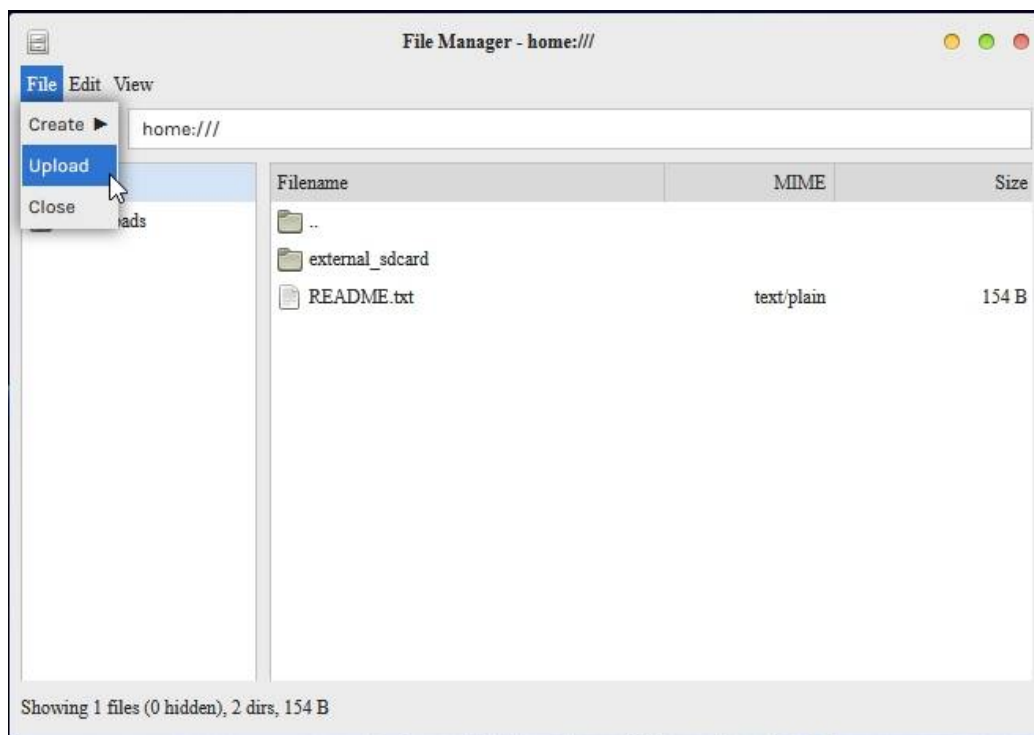 File Manager - home:///
File Edit View
Create ▶
home:///
Upload
Close
Filename MIME Size
..
external_sdcard
README.txt text/plain 154 B
Showing 1 files (0 hidden), 2 dirs, 154 B